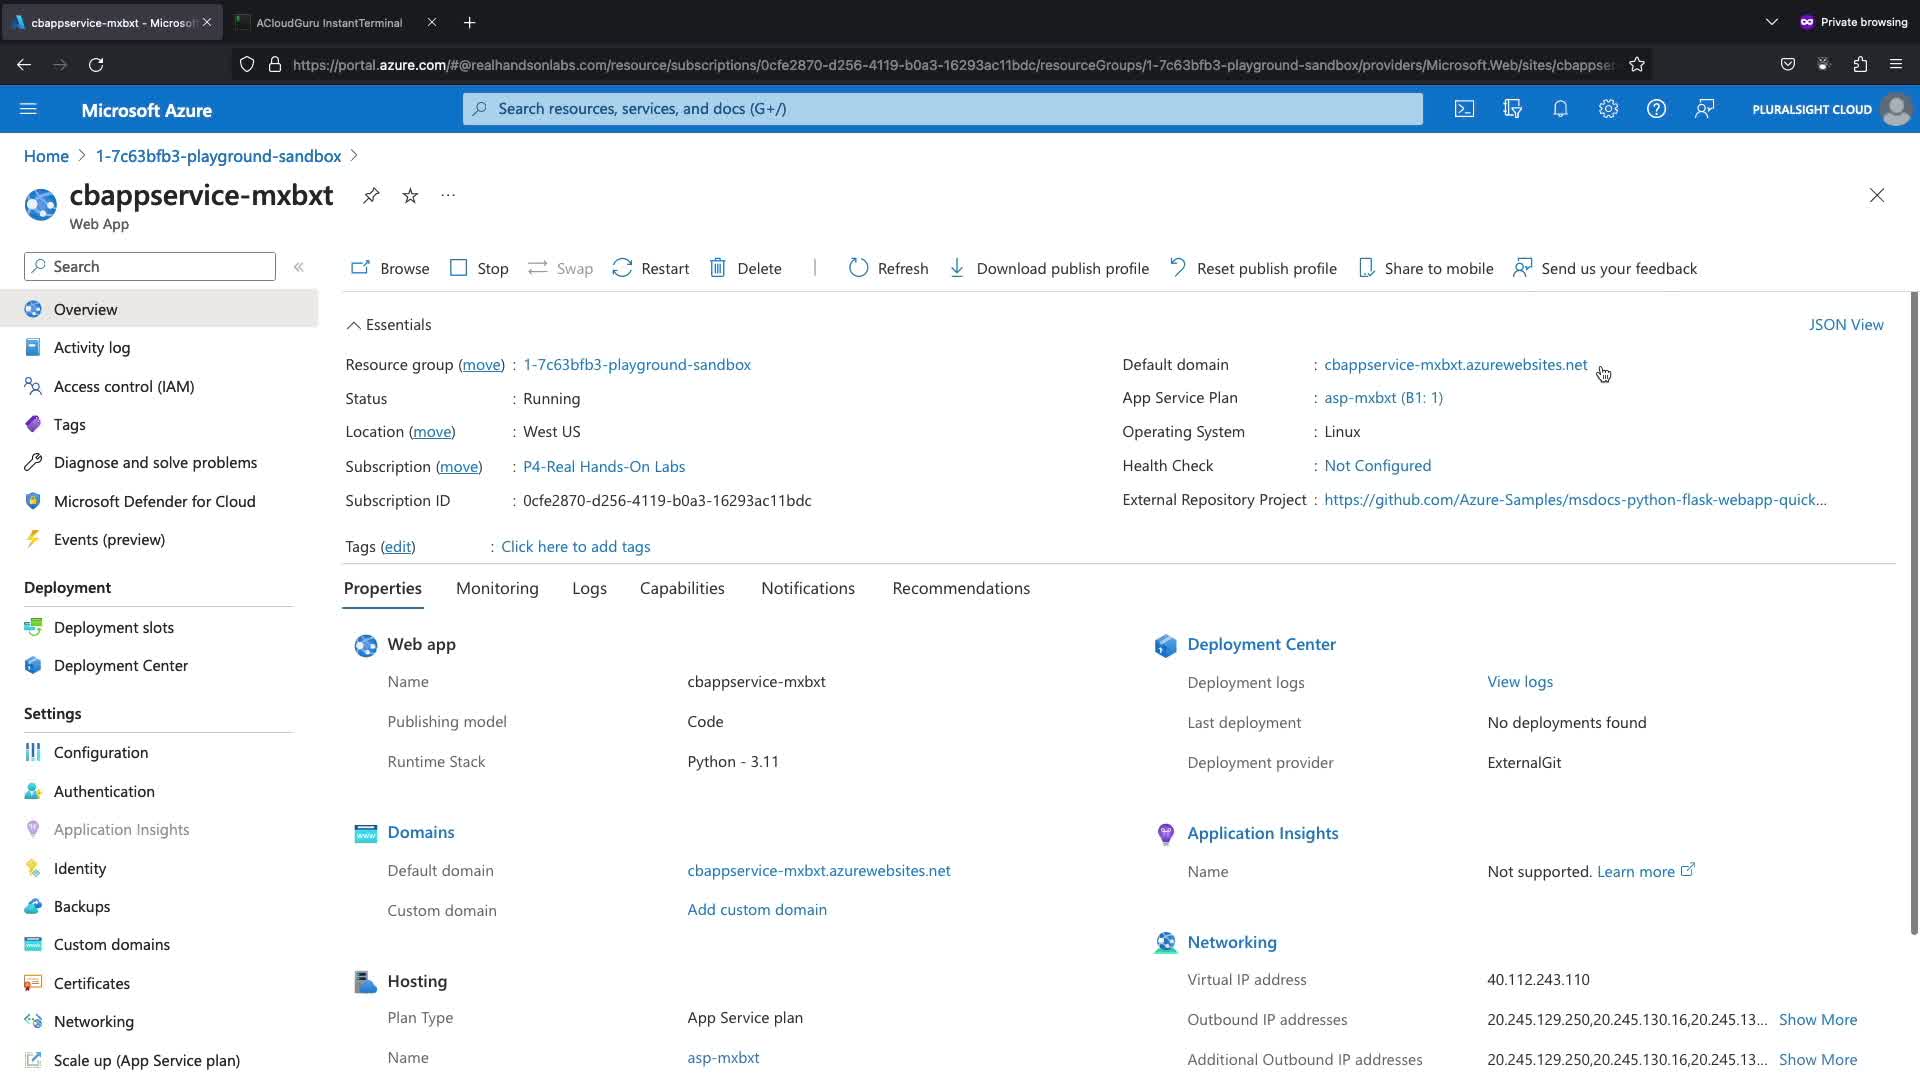 cbappservice-mxbxt - Microsof
ACloudGuru InstantTerminal
Private browsing
https://portal.azure.com/#@realhandsonlabs.com/resource/subscriptions/0cfe2870-d256-4119-b0a3-16293ac11bdc/resourceGroups/1-7c63bfb3-playground-sandbox/providers/Microsoft.Web/sites/cbappser
Microsoft Azure
Search resources, services, and docs (G+/)
PLURALSIGHT CLOUD
Home > 1-7c63bfb3-playground-sandbox >
cbappservice-mxbxt
Web App
Search
Browse Stop Swap Restart Delete Refresh Download publish profile Reset publish profile Share to mobile Send us your feedback
Overview
Activity log
Access control (IAM)
Tags
Diagnose and solve problems
Microsoft Defender for Cloud
Events (preview)
Deployment
Deployment slots
Deployment Center
Settings
Configuration
Authentication
Application Insights
Identity
Backups
Custom domains
Certificates
Networking
Scale up (App Service plan)
Essentials
JSON View
Resource group (move) : 1-7c63bfb3-playground-sandbox
Status : Running
Location (move) : West US
Subscription (move) : P4-Real Hands-On Labs
Subscription ID : 0cfe2870-d256-4119-b0a3-16293ac11bdc
Default domain : cbappservice-mxbxt.azurewebsites.net
App Service Plan : asp-mxbxt (B1: 1)
Operating System : Linux
Health Check : Not Configured
External Repository Project : https://github.com/Azure-Samples/msdocs-python-flask-webapp-quick...
Tags (edit) : Click here to add tags
Properties Monitoring Logs Capabilities Notifications Recommendations
Web app
Name cbappservice-mxbxt
Publishing model Code
Runtime Stack Python - 3.11
Domains
Default domain cbappservice-mxbxt.azurewebsites.net
Custom domain Add custom domain
Hosting
Plan Type App Service plan
Name asp-mxbxt
Deployment Center
Deployment logs View logs
Last deployment No deployments found
Deployment provider ExternalGit
Application Insights
Name Not supported. Learn more
Networking
Virtual IP address 40.112.243.110
Outbound IP addresses 20.245.129.250,20.245.130.16,20.245.13... Show More
Additional Outbound IP addresses 20.245.129.250,20.245.130.16,20.245.13... Show More